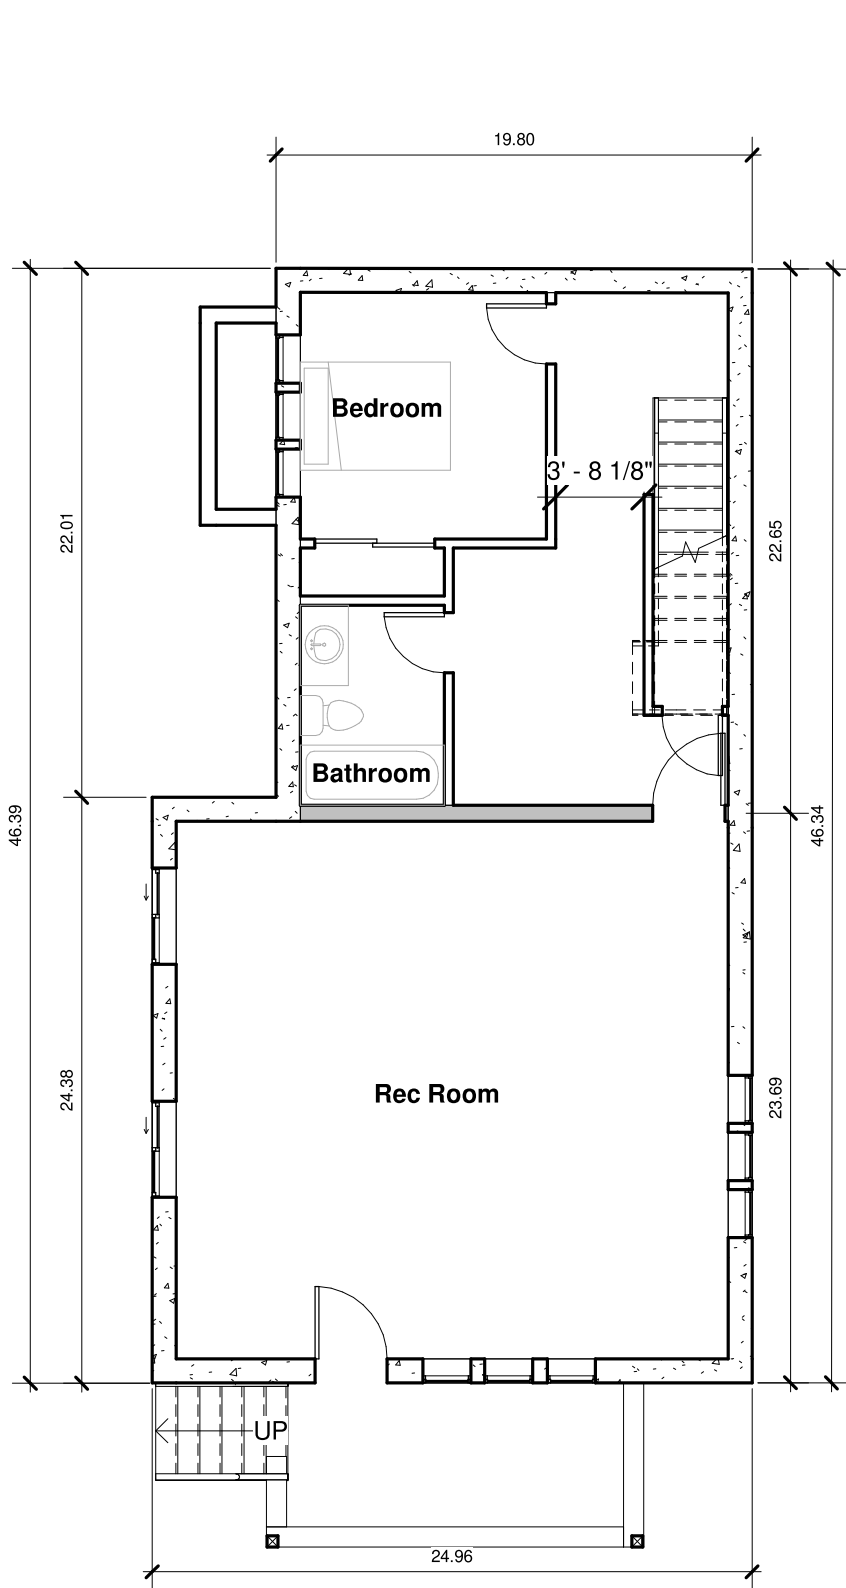 19.80
Bedroom
3' - 8 1/8"
22.01
22.65
Bathroom
46.39
46.34
24.38
Rec Room
23.69
UP
24.96